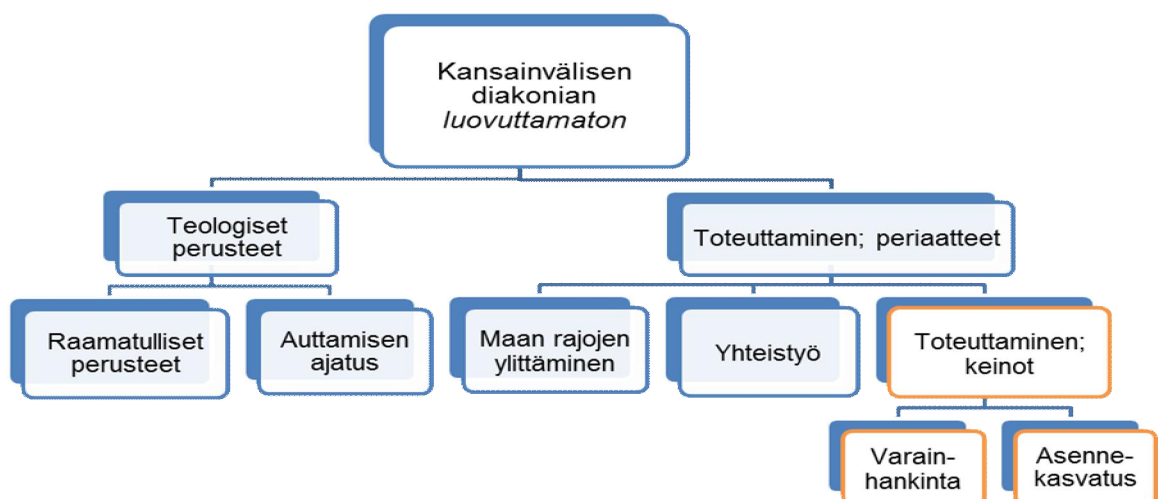 Kansainvälisen
diakonian
luovuttamaton
Teologiset
perusteet
Toteuttaminen; periaatteet
Raamatulliset
perusteet
Auttamisen
ajatus
Maan rajojen
ylittäminen
Yhteistyö
Toteuttaminen;
keinot
Varain-
hankinta
Asenne-
kasvatus